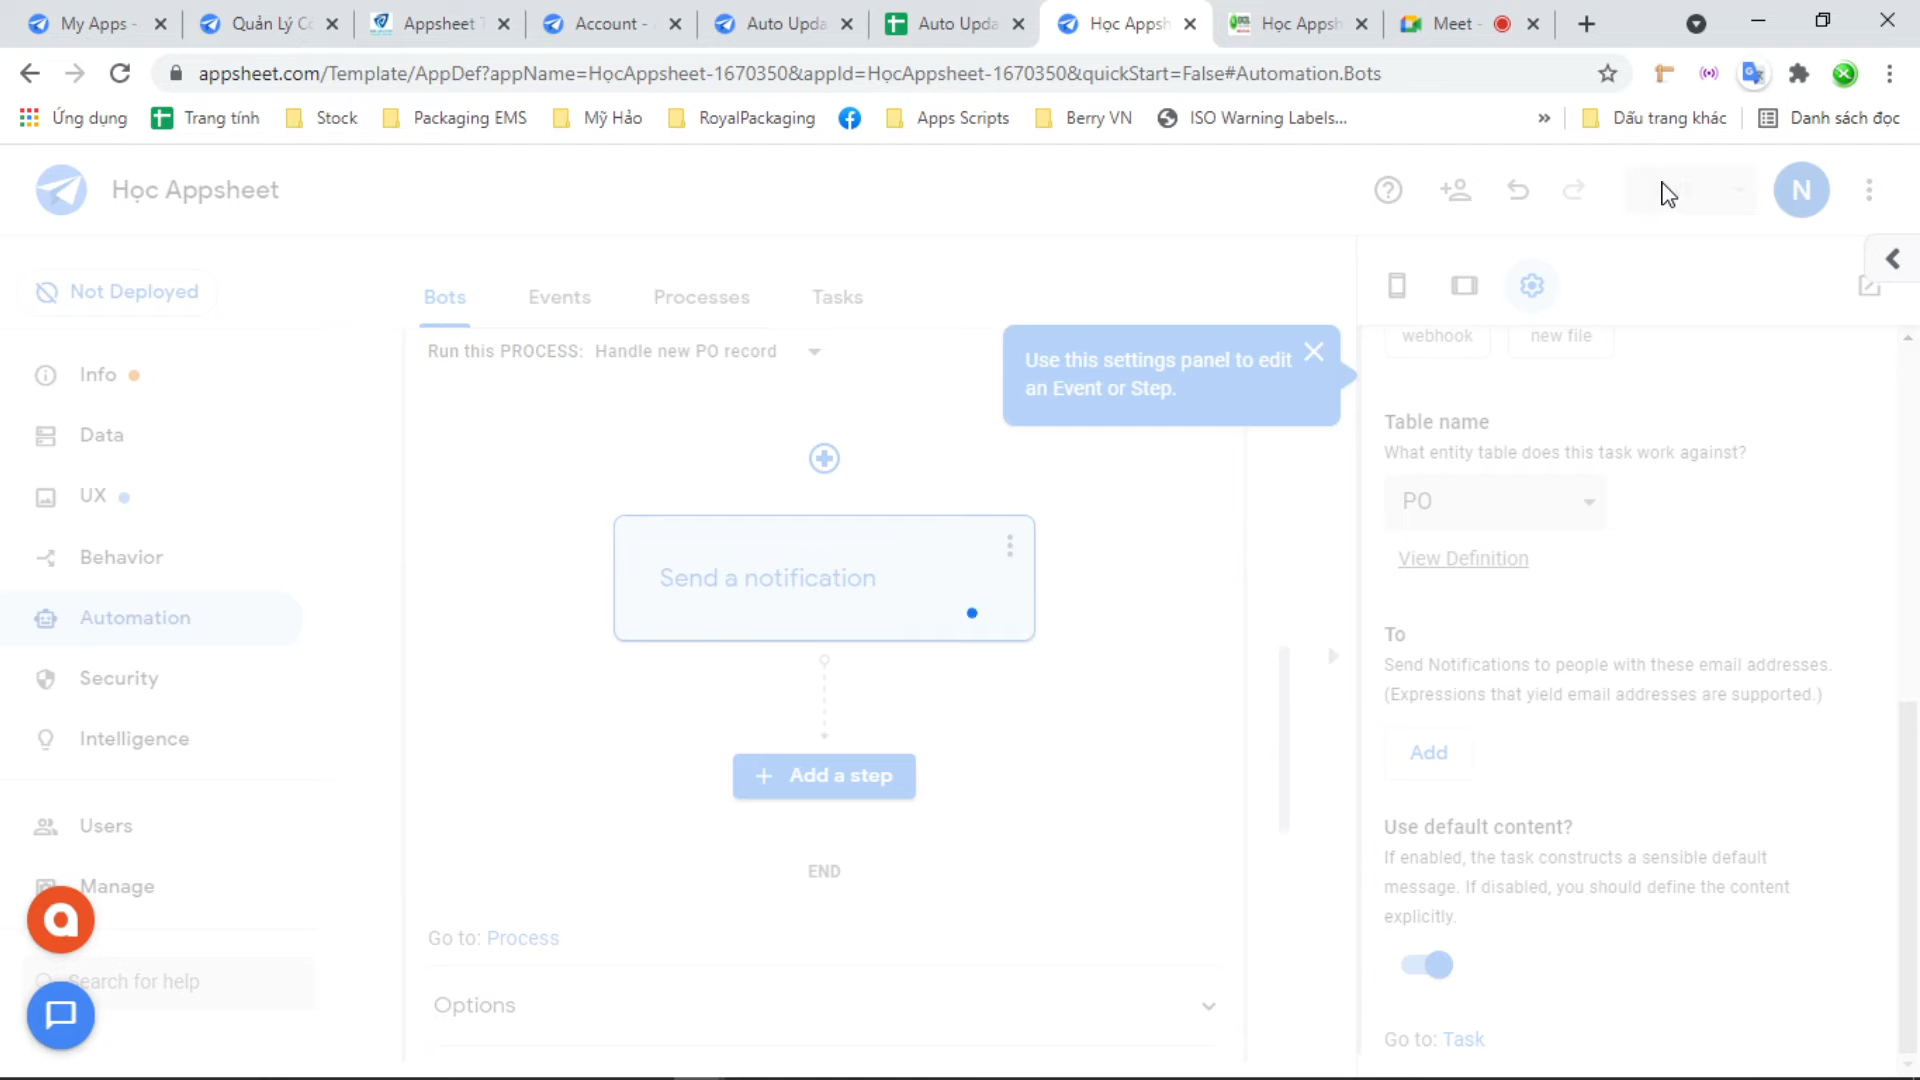 My Apps -
Quản Lý Cô
Appsheet T
Account -
Auto Upda
Auto Upda
Học Appsh
Học Appsh
Meet -
appsheet.com/Template/AppDef?appName=HọcAppsheet-1670350&appId=HọcAppsheet-1670350&quickStart=False#Automation.Bots
Ứng dụng
Trang tính
Stock
Packaging EMS
Mỹ Hảo
RoyalPackaging
Apps Scripts
Berry VN
ISO Warning Labels...
»
Dấu trang khác
Danh sách đọc
Học Appsheet
N
Not Deployed
Bots
Events
Processes
Tasks
Run this PROCESS: Handle new PO record
Use this settings panel to edit
an Event or Step.
webhook
new file
Info
Data
UX
Behavior
Automation
Security
Intelligence
Users
Manage
Search for help
Send a notification
+ Add a step
END
Go to: Process
Options
Table name
What entity table does this task work against?
PO
View Definition
To
Send Notifications to people with these email addresses.
(Expressions that yield email addresses are supported.)
Add
Use default content?
If enabled, the task constructs a sensible default
message. If disabled, you should define the content
explicitly.
Go to: Task